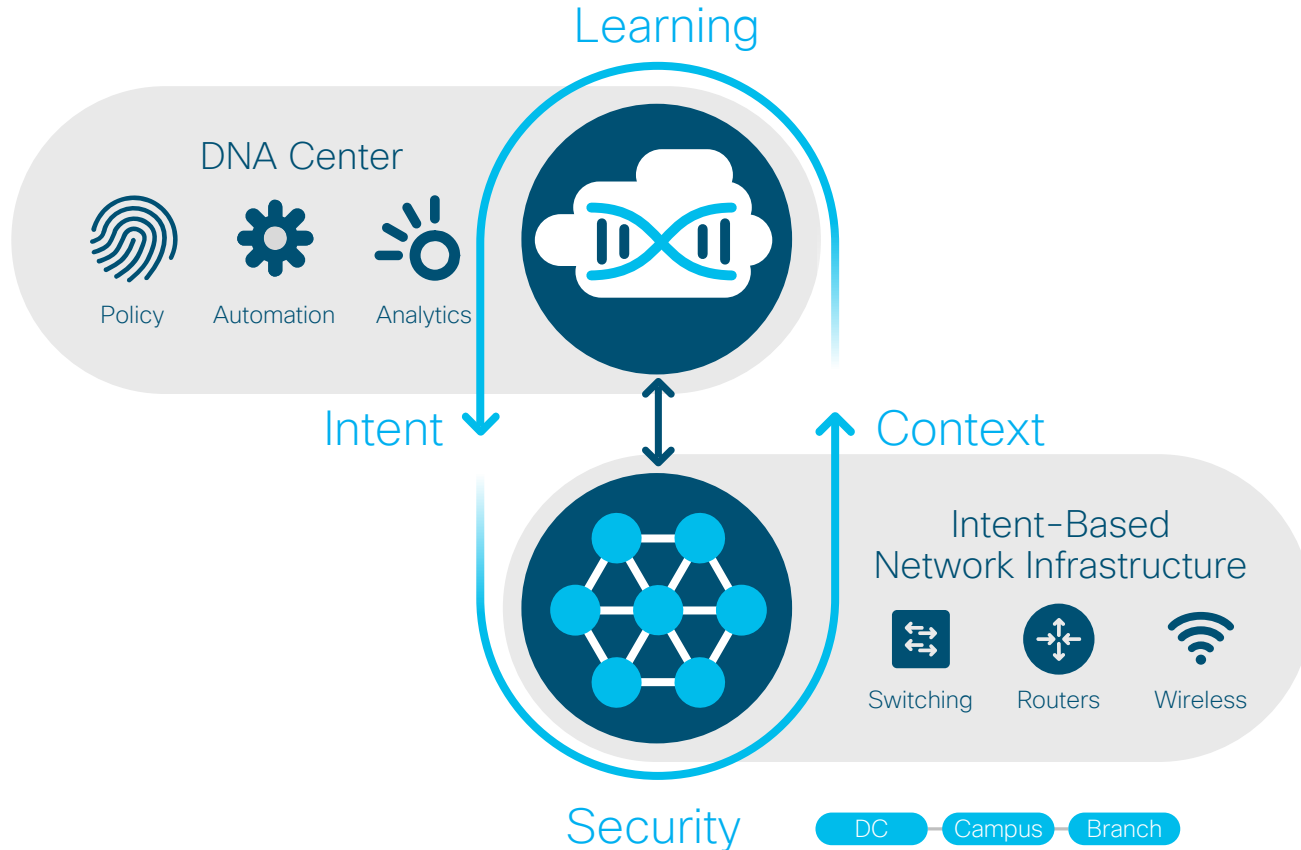 Learning
DNA Center
Policy
Automation
Analytics
Intent
Context
Intent-Based
Network Infrastructure
Switching
Routers
Wireless
Security
DC
Campus
Branch